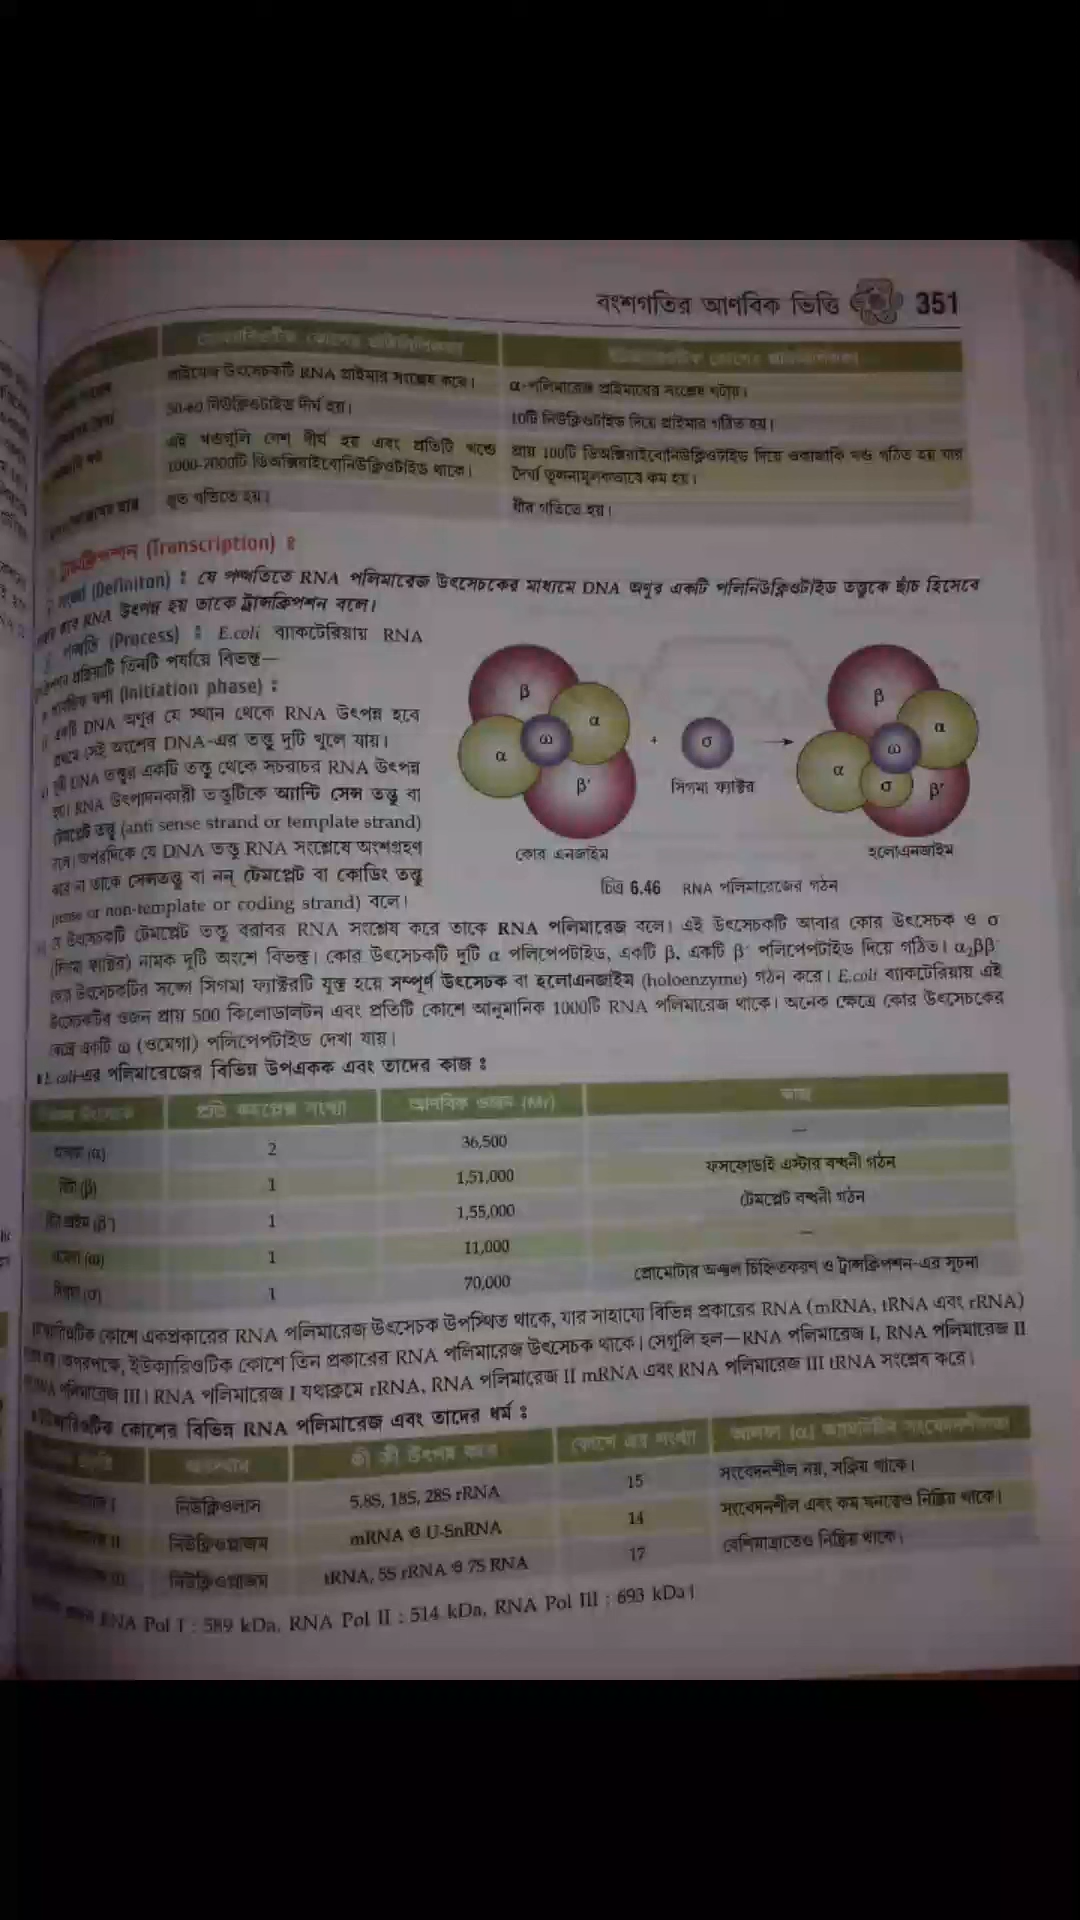 বংশগতির আণবিক ভিত্তি 351
প্রাইমেজ উৎসেচকটি RNA প্রাইমার সংশ্লেষ করে। α-পলিমারেজ প্রাইমারের সংশ্লেষ ঘটায়।
50-60 নিউক্লিওটাইড দীর্ঘ হয়। 10টি নিউক্লিওটাইড দিয়ে প্রাইমার গঠিত হয়।
এই খণ্ডগুলি বেশ দীর্ঘ হয় এবং প্রতিটি খণ্ডে 1000-2000টি ডিঅক্সিরাইবোনিউক্লিওটাইড থাকে।
প্রায় 100টি ডিঅক্সিরাইবোনিউক্লিওটাইড দিয়ে ওকাজাকি খণ্ড গঠিত হয় যার দৈর্ঘ্য তুলনামূলকভাবে কম হয়।
দ্রুত গতিতে হয়। ধীর গতিতে হয়।
ট্রান্সক্রিপশন (Transcription) ঃ
সংজ্ঞা (Definiton) : যে পদ্ধতিতে RNA পলিমারেজ উৎসেচকের মাধ্যমে DNA অণুর একটি পলিনিউক্লিওটাইড তন্তুকে ছাঁচ হিসেবে
RNA উৎপন্ন হয় তাকে ট্রান্সক্রিপশন বলে।
পদ্ধতি (Process) : E.coli ব্যাকটেরিয়ায় RNA
প্রক্রিয়াটি তিনটি পর্যায়ে বিভক্ত—
দশা (Initiation phase) :
একটি DNA অণুর যে স্থান থেকে RNA উৎপন্ন হবে
প্রথমে সেই অংশের DNA-এর তন্তু দুটি খুলে যায়।
DNA তন্তুর একটি তন্তু থেকে সচরাচর RNA উৎপন্ন
হয়। RNA উৎপাদনকারী তন্তুটিকে অ্যান্টি সেন্স তন্তু বা
টেমপ্লেট তন্তু (anti sense strand or template strand)
বলে। অপরদিকে যে DNA তন্তু RNA সংশ্লেষে অংশগ্রহণ
করে না তাকে সেন্সতন্তু বা নন্ টেমপ্লেট বা কোডিং তন্তু
(sense or non-template or coding strand) বলে।
β
α
ω
α
β'
+
σ
সিগমা ফ্যাক্টর
β
α
ω
α
σ
β'
কোর এনজাইম
হলোএনজাইম
চিত্র 6.46 RNA পলিমারেজের গঠন
যে উৎসেচকটি টেমপ্লেট তন্তু বরাবর RNA সংশ্লেষ করে তাকে RNA পলিমারেজ বলে। এই উৎসেচকটি আবার কোর উৎসেচক ও σ
(সিগমা ফ্যাক্টর) নামক দুটি অংশে বিভক্ত। কোর উৎসেচকটি দুটি α পলিপেপটাইড, একটি β, একটি β' পলিপেপটাইড দিয়ে গঠিত। α₂ββ'
কোর উৎসেচকটির সঙ্গে সিগমা ফ্যাক্টরটি যুক্ত হয়ে সম্পূর্ণ উৎসেচক বা হলোএনজাইম (holoenzyme) গঠন করে। E.coli ব্যাকটেরিয়ায় এই
উৎসেচকটির ওজন প্রায় 500 কিলোডালটন এবং প্রতিটি কোশে আনুমানিক 1000টি RNA পলিমারেজ থাকে। অনেক ক্ষেত্রে কোর উৎসেচকের
একটি ω (ওমেগা) পলিপেপটাইড দেখা যায়।
E.coli-এর পলিমারেজের বিভিন্ন উপএকক এবং তাদের কাজ ঃ
সংখ্যা আণবিক ওজন (Mr) কাজ
(α) 2 36,500 —
বিটা (β) 1 1,51,000 ফসফোডাই এস্টার বন্ধনী গঠন
বিটা প্রাইম (β') 1 1,55,000 টেমপ্লেট বন্ধনী গঠন
ওমেগা (ω) 1 11,000 —
সিগমা (σ) 1 70,000 প্রোমোটার অঞ্চল চিহ্নিতকরণ ও ট্রান্সক্রিপশন-এর সূচনা
কোশে একপ্রকারের RNA পলিমারেজ উৎসেচক উপস্থিত থাকে, যার সাহায্যে বিভিন্ন প্রকারের RNA (mRNA, tRNA এবং rRNA)
অপরপক্ষে, ইউক্যারিওটিক কোশে তিন প্রকারের RNA পলিমারেজ উৎসেচক থাকে। সেগুলি হল—RNA পলিমারেজ I, RNA পলিমারেজ II
RNA পলিমারেজ III। RNA পলিমারেজ I যথাক্রমে rRNA, RNA পলিমারেজ II mRNA এবং RNA পলিমারেজ III tRNA সংশ্লেষ করে।
কোশের বিভিন্ন RNA পলিমারেজ এবং তাদের ধর্ম ঃ
অবস্থান কী কী উৎপন্ন করে কোশে এর সংখ্যা
I নিউক্লিওলাস 5.8S, 18S, 28S rRNA 15 সংবেদনশীল নয়, সক্রিয় থাকে।
II নিউক্লিওপ্লাজম mRNA ও U-SnRNA 14 সংবেদনশীল এবং কম ঘনত্বেও নিষ্ক্রিয় থাকে।
নিউক্লিওপ্লাজম tRNA, 5S rRNA ও 7S RNA 17 বেশিমাত্রাতেও নিষ্ক্রিয় থাকে।
RNA Pol I : 589 kDa, RNA Pol II : 514 kDa, RNA Pol III : 693 kDa।